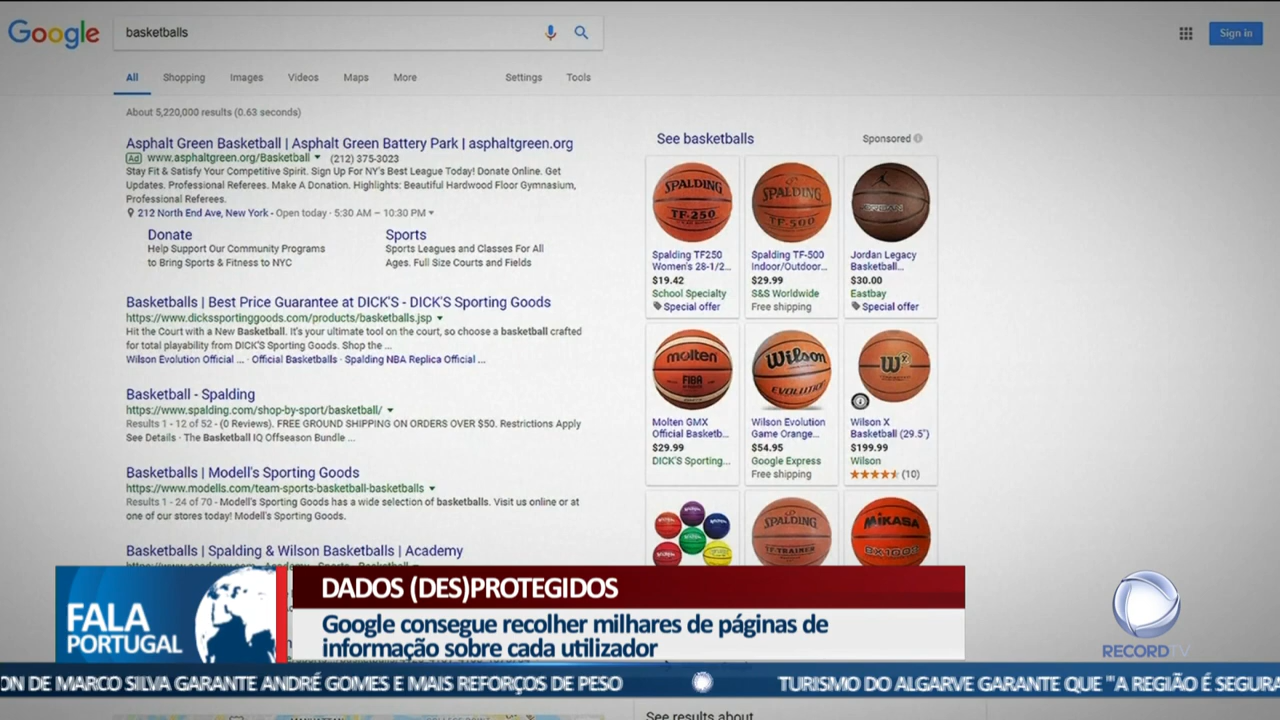 Google
basketballs
Sign in
All Shopping Images Videos Maps More Settings Tools
About 5,220,000 results (0.63 seconds)
Asphalt Green Basketball | Asphalt Green Battery Park | asphaltgreen.org
Ad www.asphaltgreen.org/Basketball (212) 375-3023
Stay Fit & Satisfy Your Competitive Spirit. Sign Up For NY's Best League Today! Donate Online. Get
Updates. Professional Referees. Make A Donation. Highlights: Beautiful Hardwood Floor Gymnasium,
Professional Referees.
212 North End Ave, New York - Open today · 5:30 AM – 10:30 PM
Donate
Help Support Our Community Programs
to Bring Sports & Fitness to NYC
Sports
Sports Leagues and Classes For All
Ages. Full Size Courts and Fields
Basketballs | Best Price Guarantee at DICK'S - DICK'S Sporting Goods
https://www.dickssportinggoods.com/products/basketballs.jsp
Hit the Court with a New Basketball. It's your ultimate tool on the court, so choose a basketball crafted
for total playability from DICK'S Sporting Goods. Shop the ...
Wilson Evolution Official ... · Official Basketballs · Spalding NBA Replica Official ...
Basketball - Spalding
https://www.spalding.com/shop-by-sport/basketball/
Results 1 - 12 of 52 - (0 Reviews). FREE GROUND SHIPPING ON ORDERS OVER $50. Restrictions Apply
See Details · The Basketball IQ Offseason Bundle ...
Basketballs | Modell's Sporting Goods
https://www.modells.com/team-sports-basketball-basketballs
Results 1 - 24 of 70 - Modell's Sporting Goods has a wide selection of basketballs. Visit us online or at
one of our stores today! Modell's Sporting Goods.
Basketballs | Spalding & Wilson Basketballs | Academy
See basketballs
Sponsored
SPALDING
TF-250
Spalding TF250
Women's 28-1/2...
$19.42
School Specialty
Special offer
SPALDING
TF-500
Spalding TF-500
Indoor/Outdoor...
$29.99
S&S Worldwide
Free shipping
Jordan Legacy
Basketball...
$30.00
Eastbay
Special offer
molten
FIBA
Molten GMX
Official Basketb...
$29.99
DICK'S Sporting...
Wilson
EVOLUTION
Wilson Evolution
Game Orange...
$54.95
Google Express
Free shipping
W
Wilson X
Basketball (29.5")
$199.99
Wilson
(10)
SPALDING
TF-TRAINER
MIKASA
BX1000
DADOS (DES)PROTEGIDOS
Google consegue recolher milhares de páginas de
informação sobre cada utilizador
FALA
PORTUGAL
RECORD TV
ON DE MARCO SILVA GARANTE ANDRÉ GOMES E MAIS REFORÇOS DE PESO
TURISMO DO ALGARVE GARANTE QUE "'A REGIÃO É SEGURA
See results about